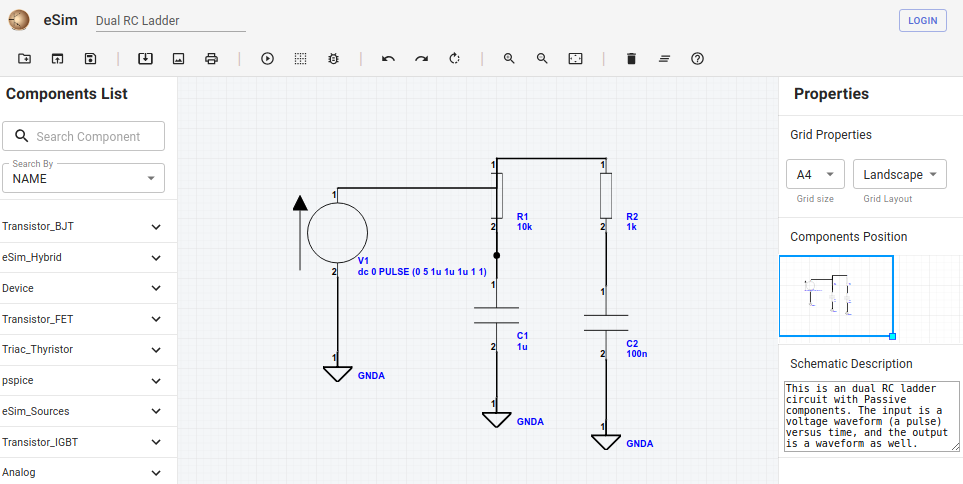 eSim
Dual RC Ladder
LOGIN
Components List
Search Component
Search By
NAME
Transistor_BJT
eSim_Hybrid
Device
Transistor_FET
Triac_Thyristor
pspice
eSim_Sources
Transistor_IGBT
Analog
1
2
V1
dc 0 PULSE (0 5 1u 1u 1u 1 1)
1
GNDA
1
R1
10k
2
1
C1
1u
2
1
GNDA
1
R2
1k
2
1
C2
100n
2
1
GNDA
Properties
Grid Properties
A4
Grid size
Landscape
Grid Layout
Components Position
Schematic Description
This is an dual RC ladder
circuit with Passive
components. The input is a
voltage waveform (a pulse)
versus time, and the output
is a waveform as well.